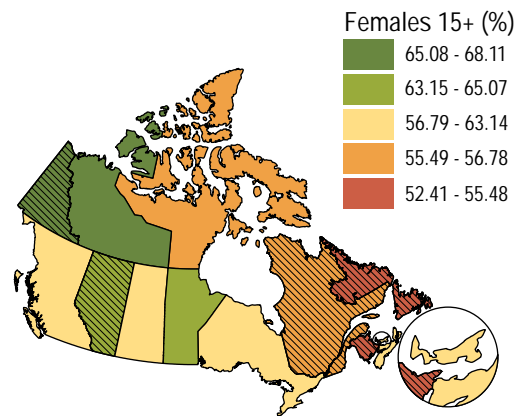 Females 15+ (%)
65.08 - 68.11
63.15 - 65.07
56.79 - 63.14
55.49 - 56.78
52.41 - 55.48